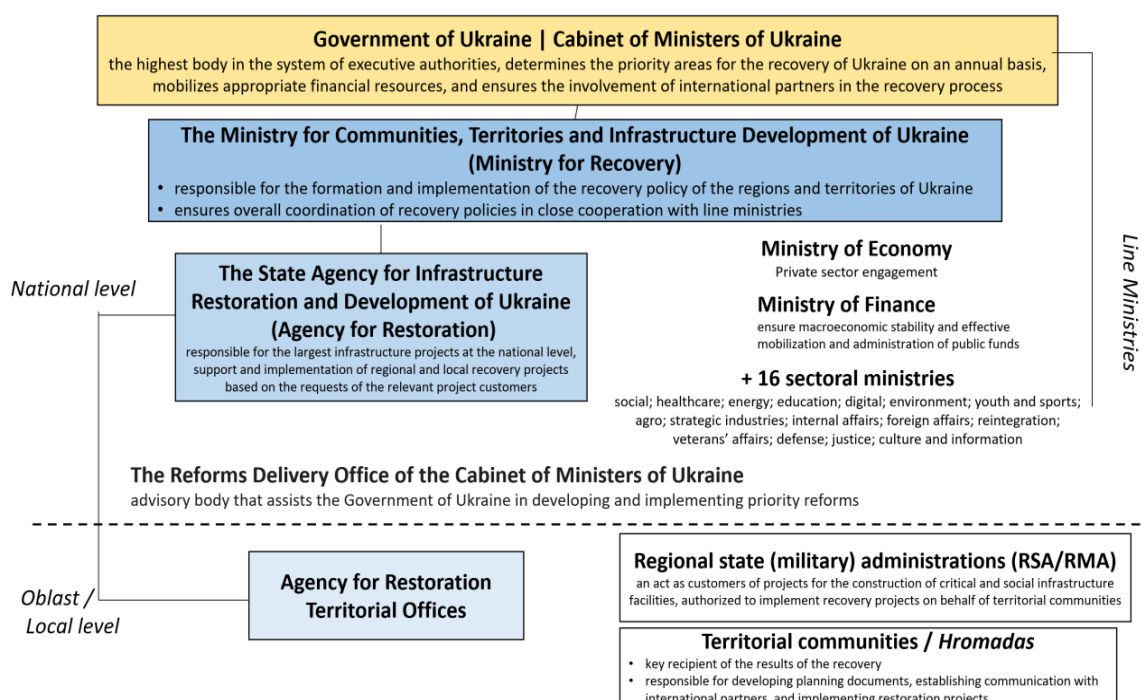 Government of Ukraine | Cabinet of Ministers of Ukraine
the highest body in the system of executive authorities, determines the priority areas for the recovery of Ukraine on an annual basis,
mobilizes appropriate financial resources, and ensures the involvement of international partners in the recovery process
The Ministry for Communities, Territories and Infrastructure Development of Ukraine
(Ministry for Recovery)
• responsible for the formation and implementation of the recovery policy of the regions and territories of Ukraine
• ensures overall coordination of recovery policies in close cooperation with line ministries
National level
The State Agency for Infrastructure
Restoration and Development of Ukraine
(Agency for Restoration)
responsible for the largest infrastructure projects at the national level,
support and implementation of regional and local recovery projects
based on the requests of the relevant project customers
Ministry of Economy
Private sector engagement
Ministry of Finance
ensure macroeconomic stability and effective
mobilization and administration of public funds
+ 16 sectoral ministries
social; healthcare; energy; education; digital; environment; youth and sports;
agro; strategic industries; internal affairs; foreign affairs; reintegration;
veterans' affairs; defense; justice; culture and information
Line Ministries
The Reforms Delivery Office of the Cabinet of Ministers of Ukraine
advisory body that assists the Government of Ukraine in developing and implementing priority reforms
Oblast /
Local level
Agency for Restoration
Territorial Offices
Regional state (military) administrations (RSA/RMA)
an act as customers of projects for the construction of critical and social infrastructure
facilities, authorized to implement recovery projects on behalf of territorial communities
Territorial communities / Hromadas
• key recipient of the results of the recovery
• responsible for developing planning documents, establishing communication with
international partners, and implementing restoration projects